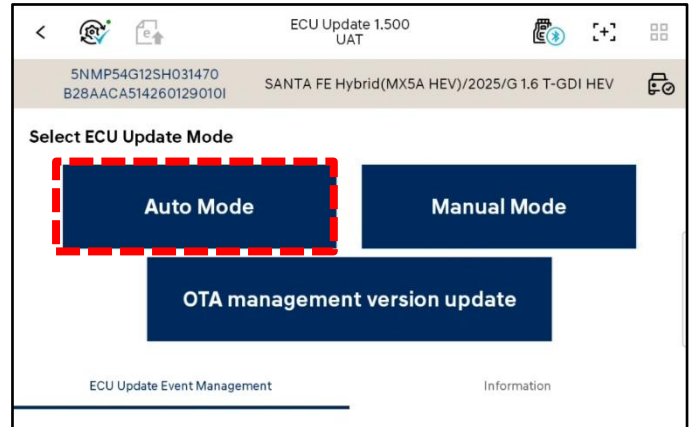 ECU Update 1.500
UAT
5NMP54G12SH031470
B28AACA514260129010I
SANTA FE Hybrid(MX5A HEV)/2025/G 1.6 T-GDI HEV
Select ECU Update Mode
Auto Mode
Manual Mode
OTA management version update
ECU Update Event Management
Information